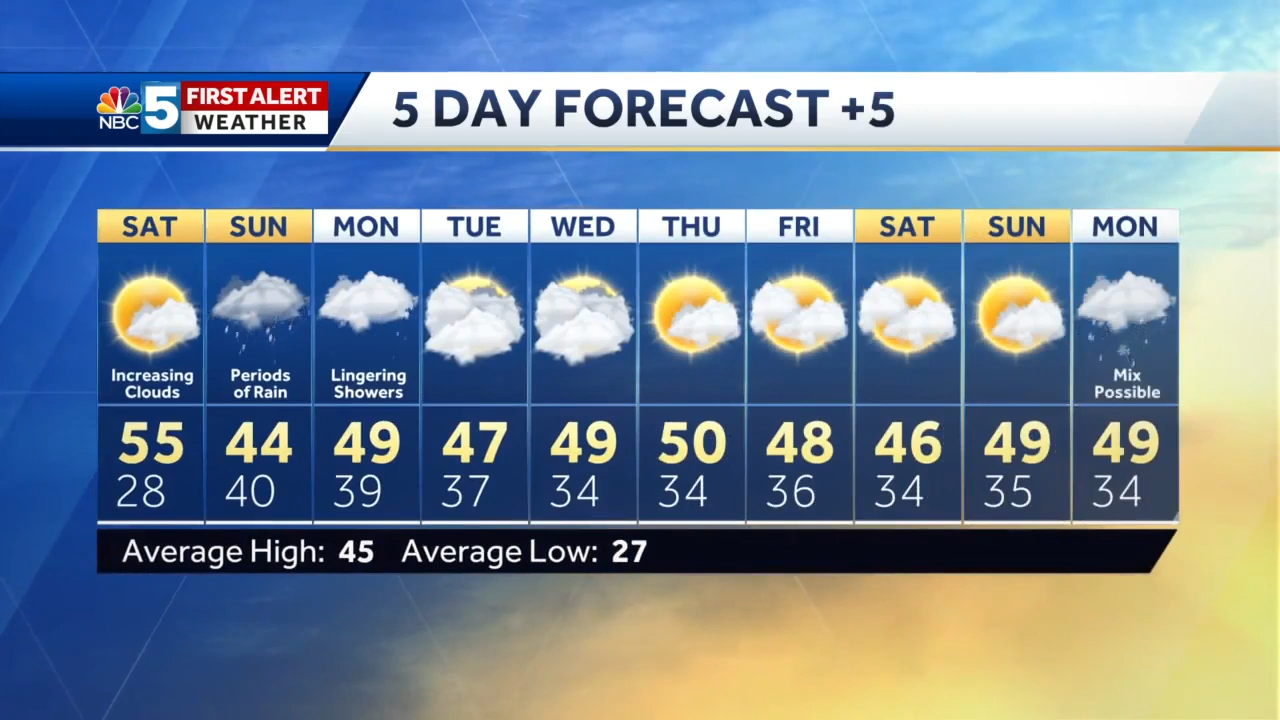 NBC 5 FIRST ALERT
WEATHER
5 DAY FORECAST +5
SAT SUN MON TUE WED THU FRI SAT SUN MON
Increasing Periods Lingering Mix
Clouds of Rain Showers Possible
55 44 49 47 49 50 48 46 49 49
28 40 39 37 34 34 36 34 35 34
Average High: 45 Average Low: 27